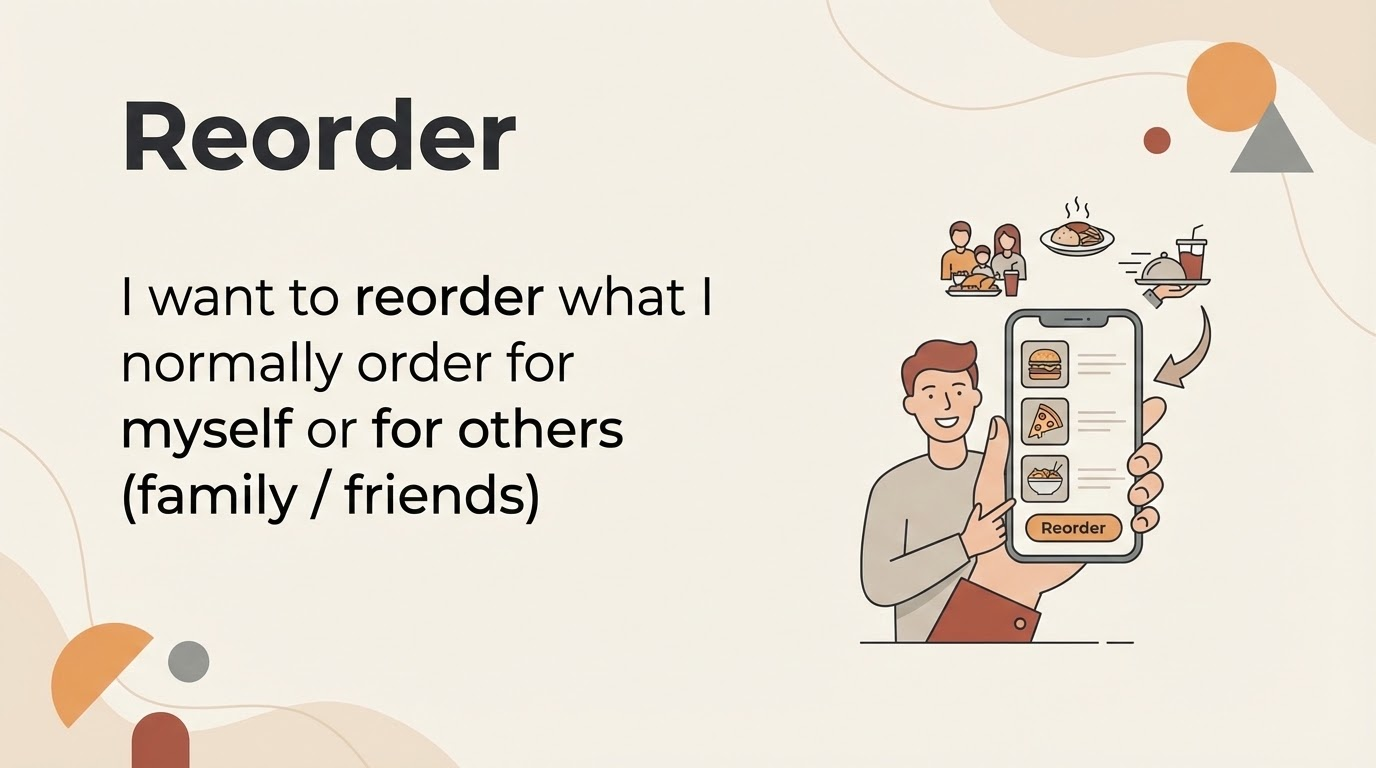 Reorder
I want to reorder what I
normally order for
myself or for others
(family / friends)
Reorder